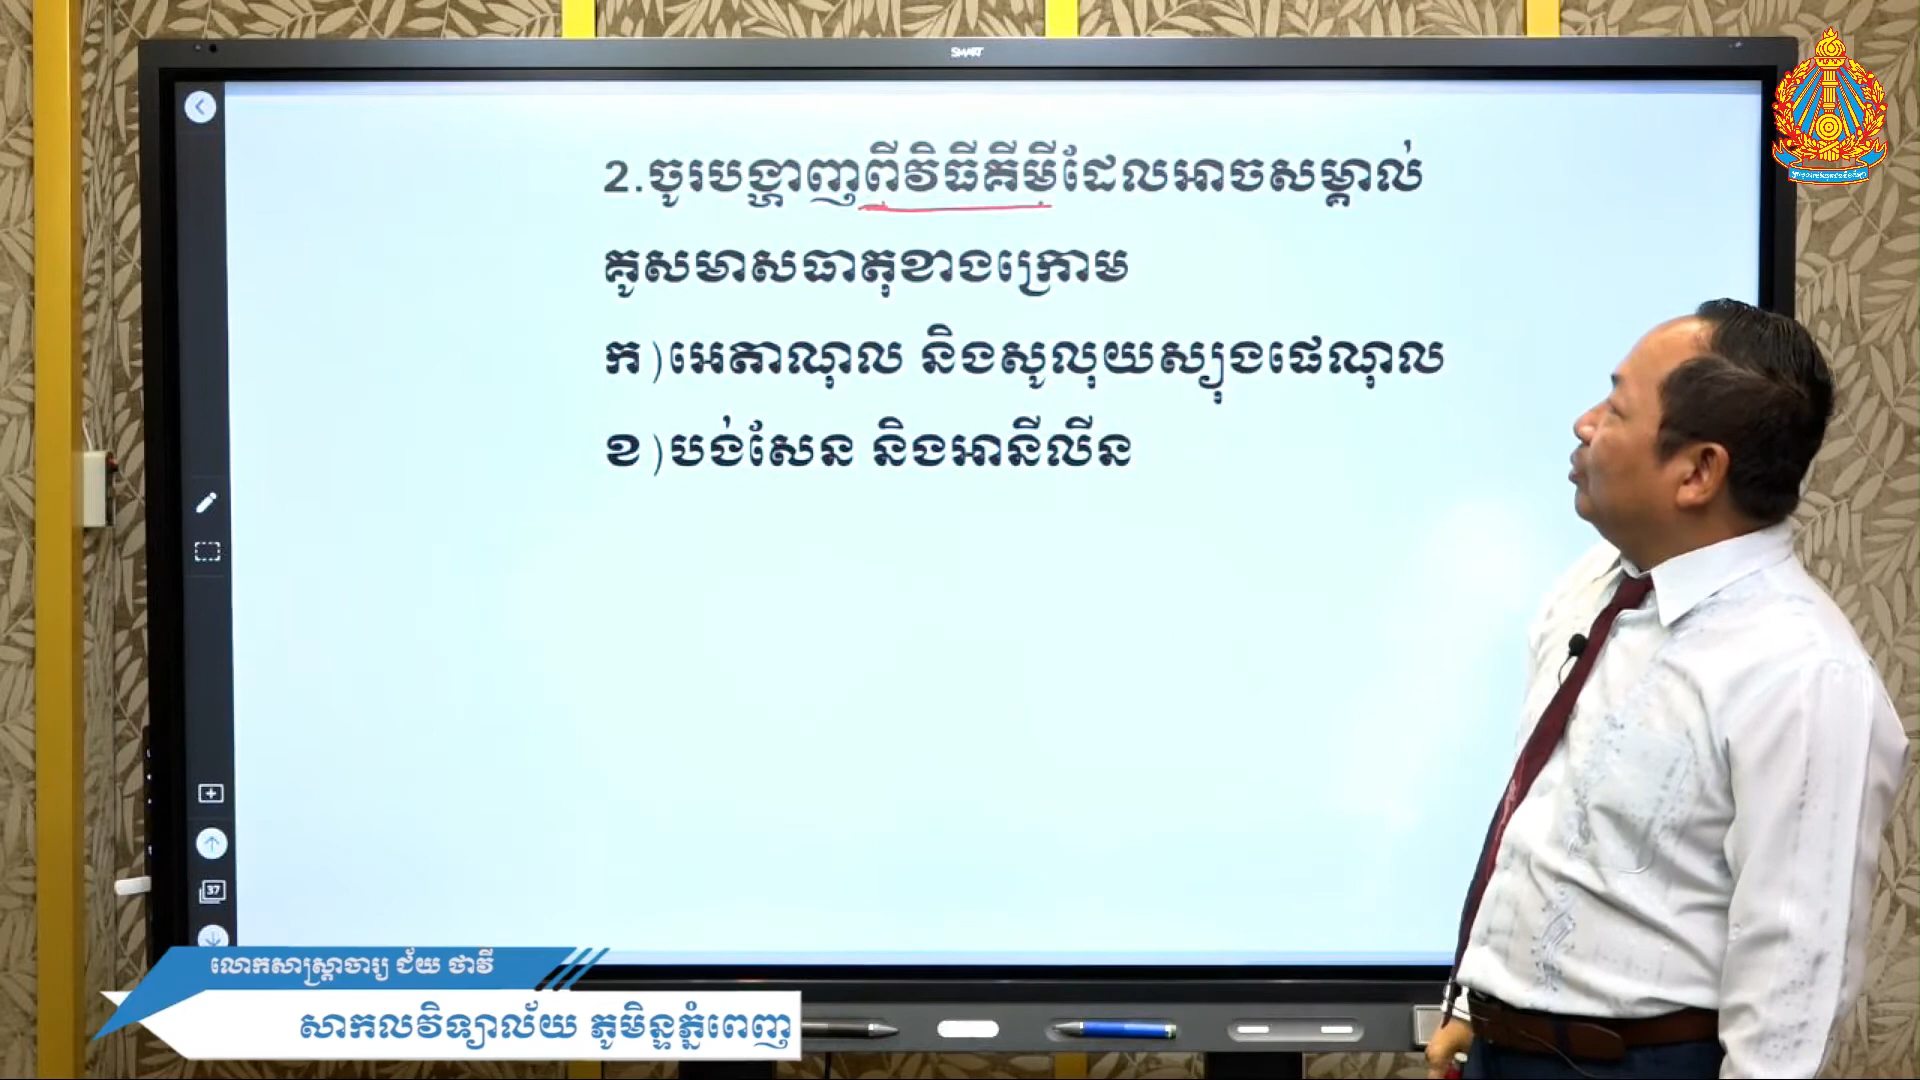 SMART
2.ចូរបង្ហាញពីវិធីគីមីដែលអាចសម្គាល់
គូសមាសធាតុខាងក្រោម
ក)អេតាណុល និងសូលុយស្យុងផេណុល
ខ)បង់សែន និងអានីលីន
37
លោកសាស្ត្រាចារ្យ ជ័យ ថាវី
សាកលវិទ្យាល័យ ភូមិន្ទភ្នំពេញ